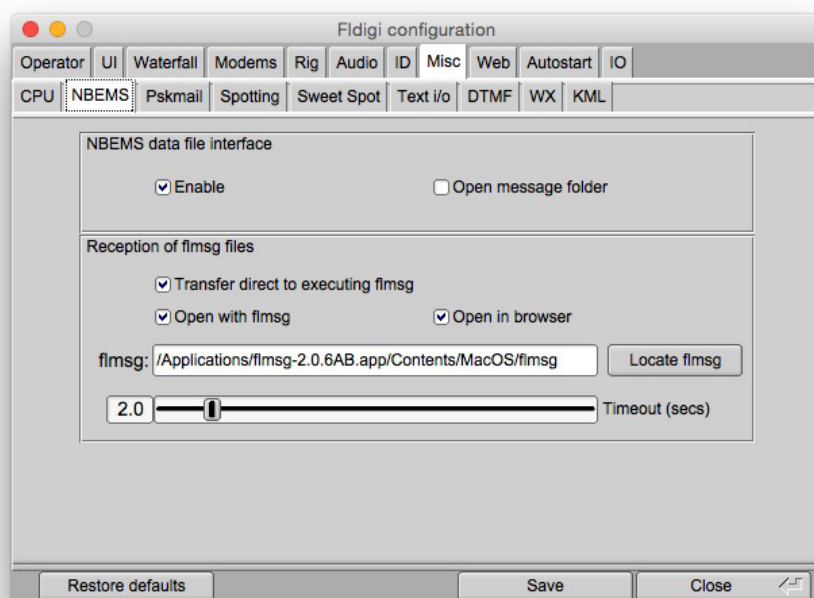 Fldigi configuration
Operator UI Waterfall Modems Rig Audio ID Misc Web Autostart IO
CPU NBEMS Pskmail Spotting Sweet Spot Text i/o DTMF WX KML
NBEMS data file interface
Enable Open message folder
Reception of flmsg files
Transfer direct to executing flmsg
Open with flmsg Open in browser
flmsg: /Applications/flmsg-2.0.6AB.app/Contents/MacOS/flmsg Locate flmsg
2.0 Timeout (secs)
Restore defaults Save Close